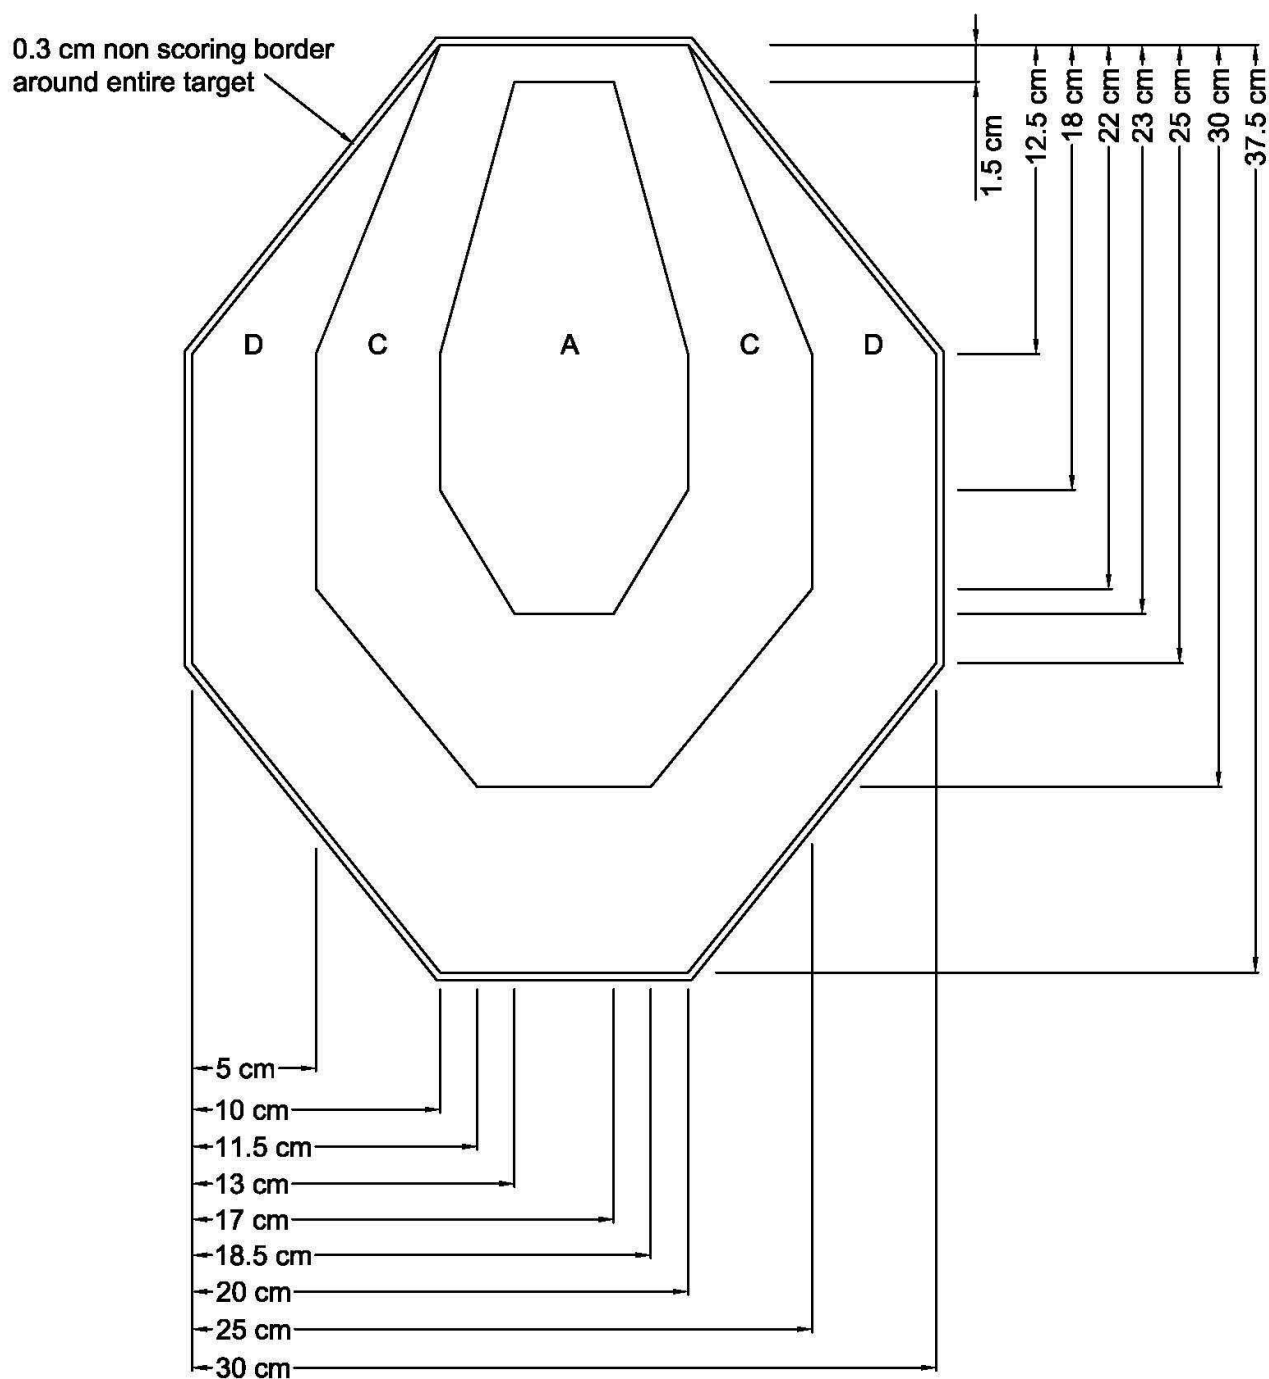 0.3 cm non scoring border
around entire target
1.5 cm
12.5 cm
18 cm
22 cm
23 cm
25 cm
30 cm
37.5 cm
D
C
A
C
D
5 cm
10 cm
11.5 cm
13 cm
17 cm
18.5 cm
20 cm
25 cm
30 cm